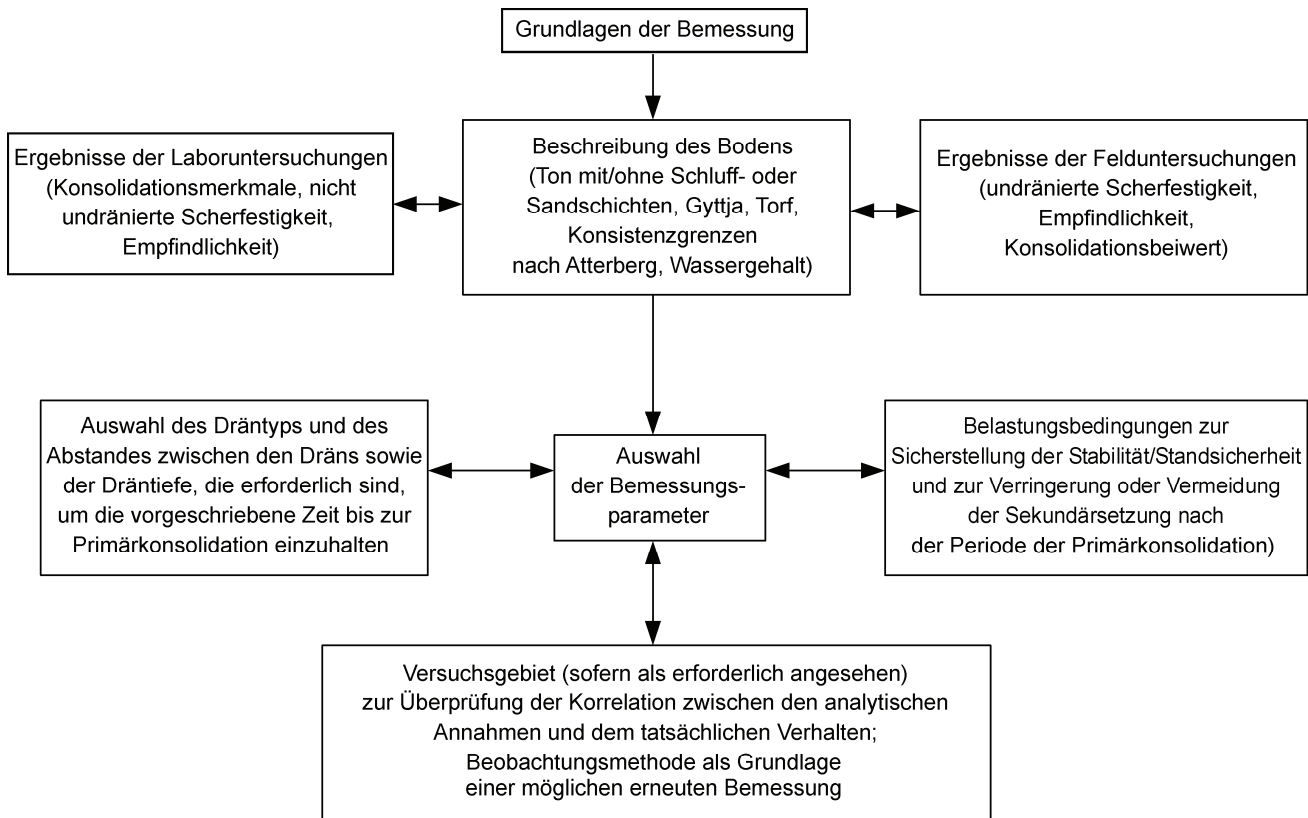 Grundlagen der Bemessung
Ergebnisse der Laboruntersuchungen
(Konsolidationsmerkmale, nicht
undränierte Scherfestigkeit,
Empfindlichkeit)
Beschreibung des Bodens
(Ton mit/ohne Schluff- oder
Sandschichten, Gyttja, Torf,
Konsistenzgrenzen
nach Atterberg, Wassergehalt)
Ergebnisse der Felduntersuchungen
(undränierte Scherfestigkeit,
Empfindlichkeit,
Konsolidationsbeiwert)
Auswahl des Dräntyps und des
Abstandes zwischen den Dräns sowie
der Dräntiefe, die erforderlich sind,
um die vorgeschriebene Zeit bis zur
Primärkonsolidation einzuhalten
Auswahl
der Bemessungs-
parameter
Belastungsbedingungen zur
Sicherstellung der Stabilität/Standsicherheit
und zur Verringerung oder Vermeidung
der Sekundärsetzung nach
der Periode der Primärkonsolidation)
Versuchsgebiet (sofern als erforderlich angesehen)
zur Überprüfung der Korrelation zwischen den analytischen
Annahmen und dem tatsächlichen Verhalten;
Beobachtungsmethode als Grundlage
einer möglichen erneuten Bemessung